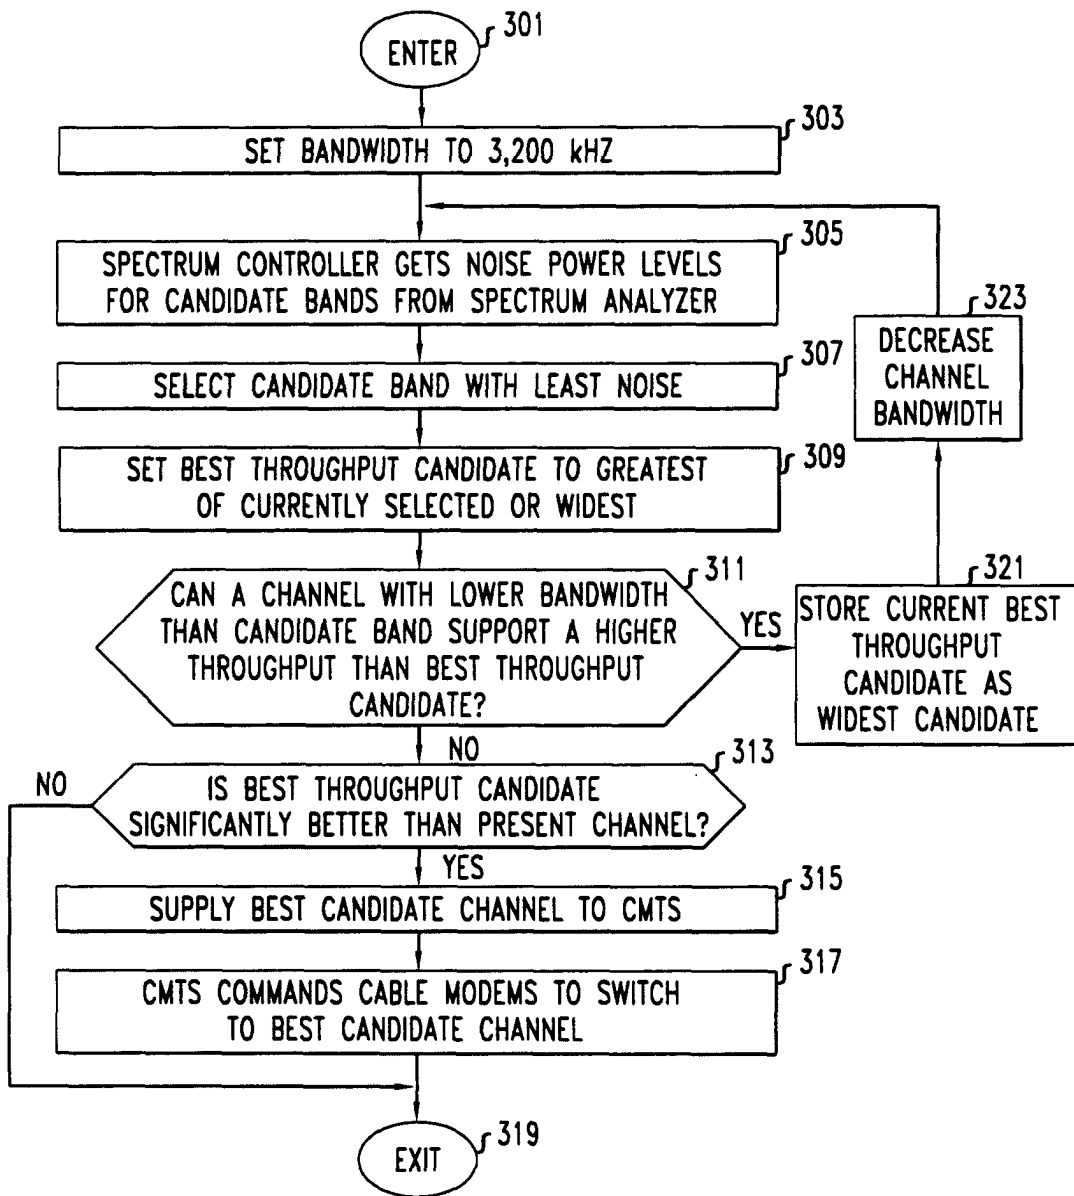 ENTER
301
303
SET BANDWIDTH TO 3,200 kHZ
305
SPECTRUM CONTROLLER GETS NOISE POWER LEVELS
FOR CANDIDATE BANDS FROM SPECTRUM ANALYZER
323
DECREASE
CHANNEL
BANDWIDTH
307
SELECT CANDIDATE BAND WITH LEAST NOISE
309
SET BEST THROUGHPUT CANDIDATE TO GREATEST
OF CURRENTLY SELECTED OR WIDEST
311
CAN A CHANNEL WITH LOWER BANDWIDTH
THAN CANDIDATE BAND SUPPORT A HIGHER
THROUGHPUT THAN BEST THROUGHPUT
CANDIDATE?
YES
321
STORE CURRENT BEST
THROUGHPUT
CANDIDATE AS
WIDEST CANDIDATE
NO
313
NO
IS BEST THROUGHPUT CANDIDATE
SIGNIFICANTLY BETTER THAN PRESENT CHANNEL?
YES
315
SUPPLY BEST CANDIDATE CHANNEL TO CMTS
317
CMTS COMMANDS CABLE MODEMS TO SWITCH
TO BEST CANDIDATE CHANNEL
EXIT
319